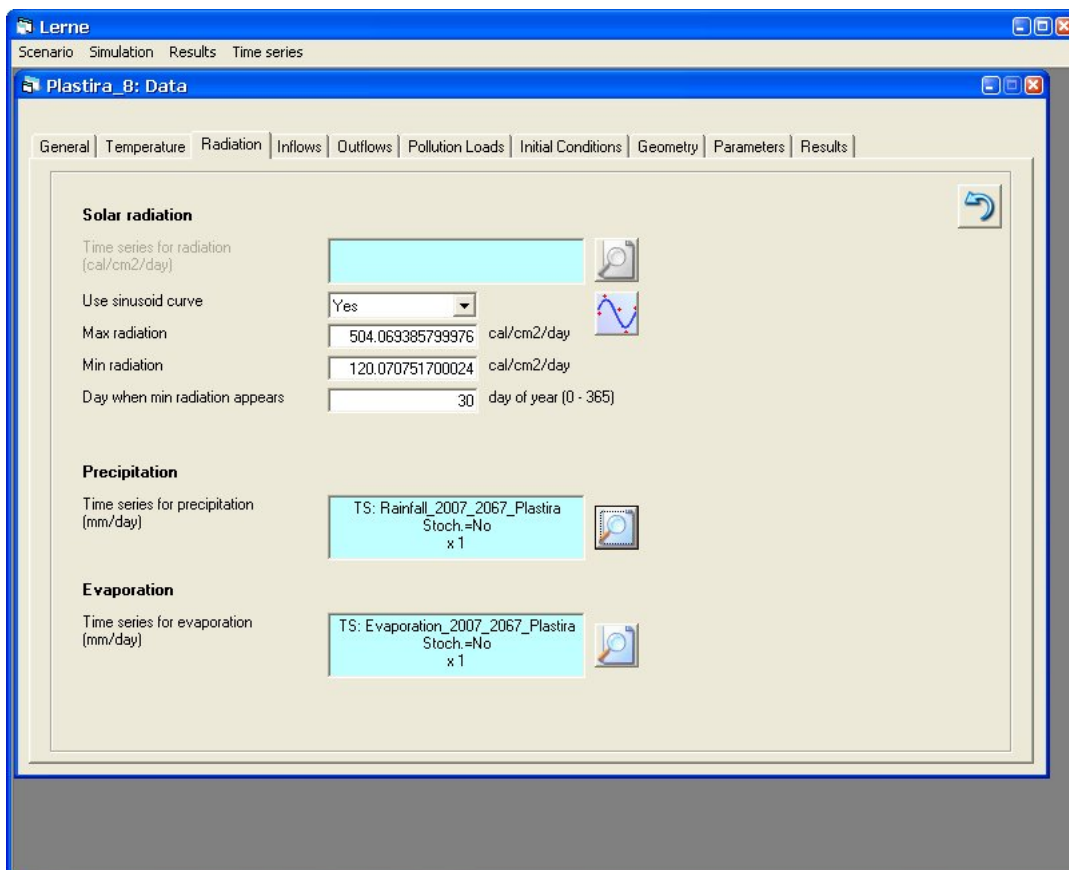 Lerne
Scenario Simulation Results Time series
Plastira_8: Data
General Temperature Radiation Inflows Outflows Pollution Loads Initial Conditions Geometry Parameters Results
Solar radiation
Time series for radiation
(cal/cm2/day)
Use sinusoid curve Yes
Max radiation 504.069385799976 cal/cm2/day
Min radiation 120.070751700024 cal/cm2/day
Day when min radiation appears 30 day of year (0 - 365)
Precipitation
Time series for precipitation
(mm/day)
TS: Rainfall_2007_2067_Plastira
Stoch.=No
x 1
Evaporation
Time series for evaporation
(mm/day)
TS: Evaporation_2007_2067_Plastira
Stoch.=No
x 1